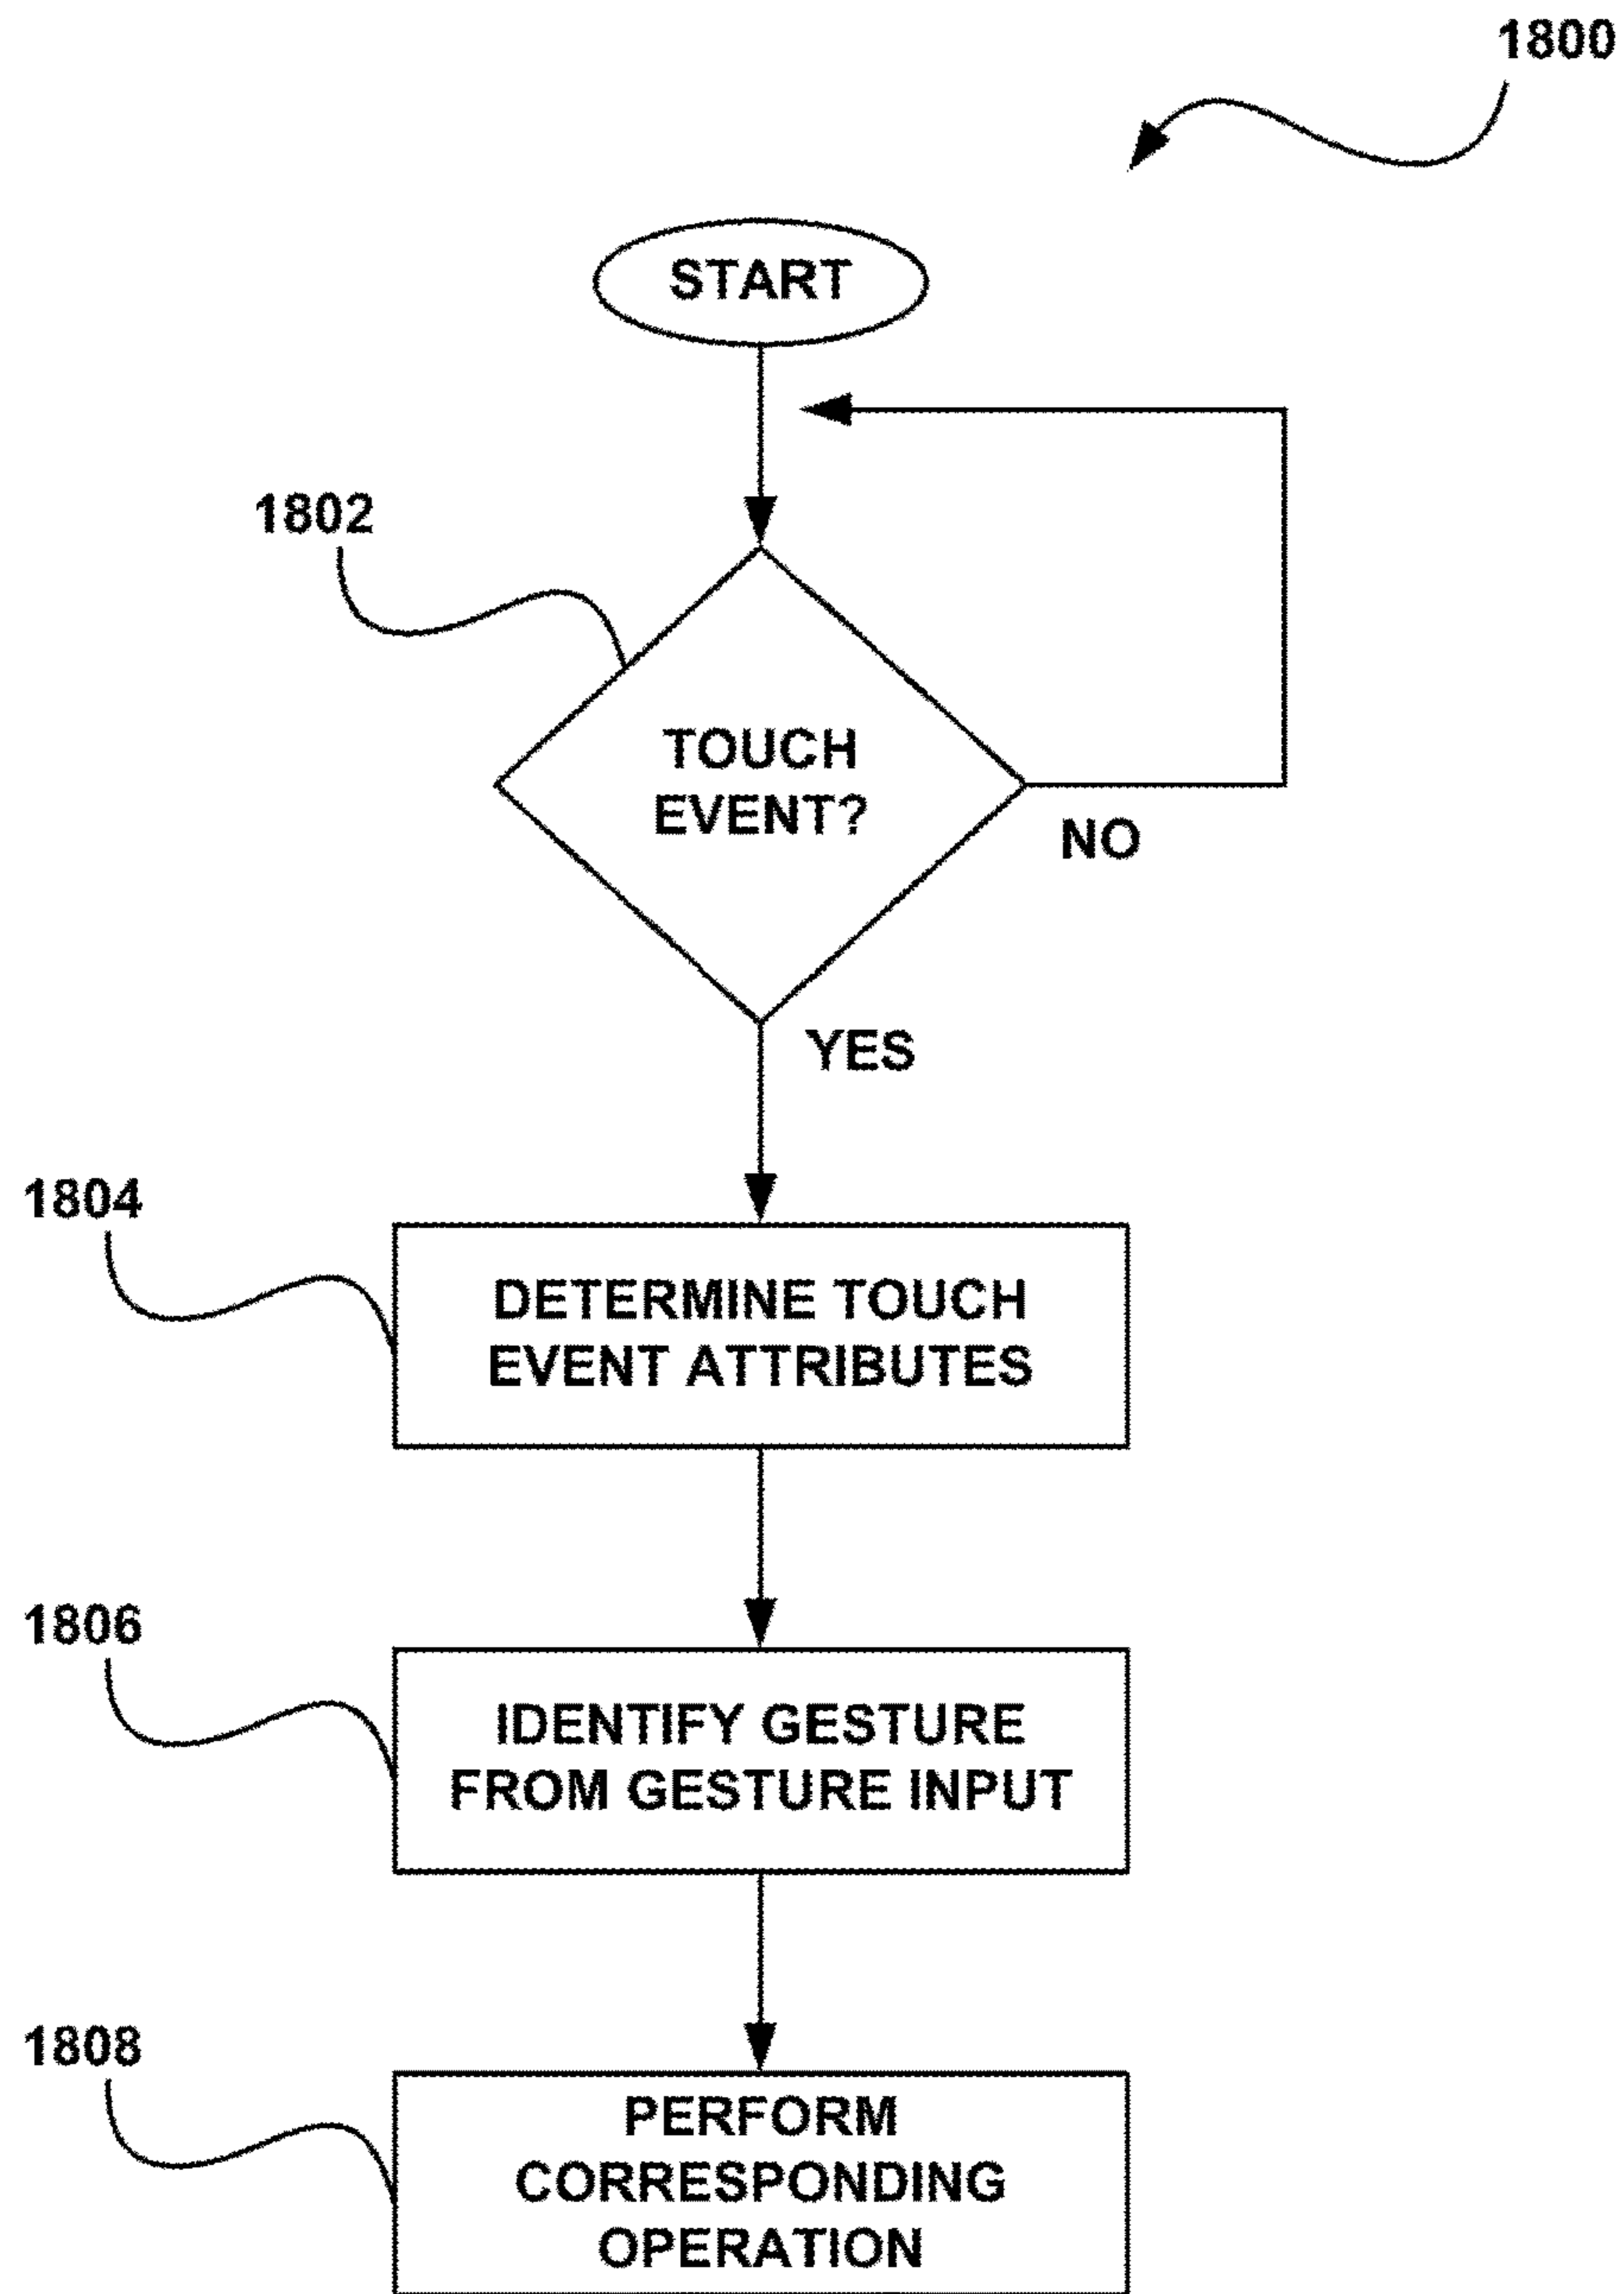 1800
START
1802
TOUCH
EVENT?
NO
YES
1804
DETERMINE TOUCH
EVENT ATTRIBUTES
1806
IDENTIFY GESTURE
FROM GESTURE INPUT
1808
PERFORM
CORRESPONDING
OPERATION